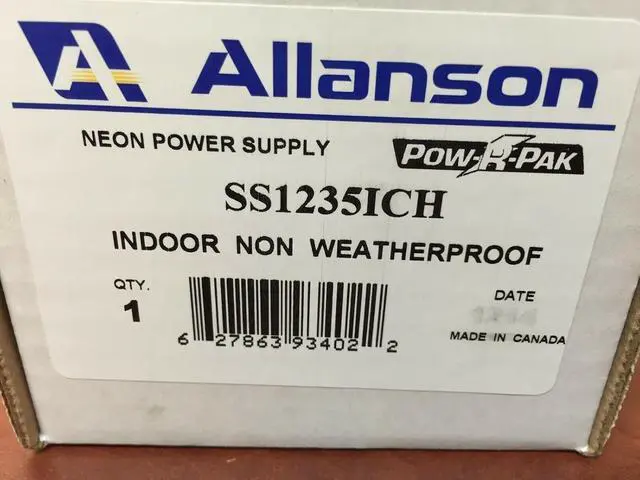 Allanson
NEON POWER SUPPLY
POW-R-PAK
SS1235ICH
INDOOR NON WEATHERPROOF
QTY.
1
6 27863 93402 2
DATE
MADE IN CANADA